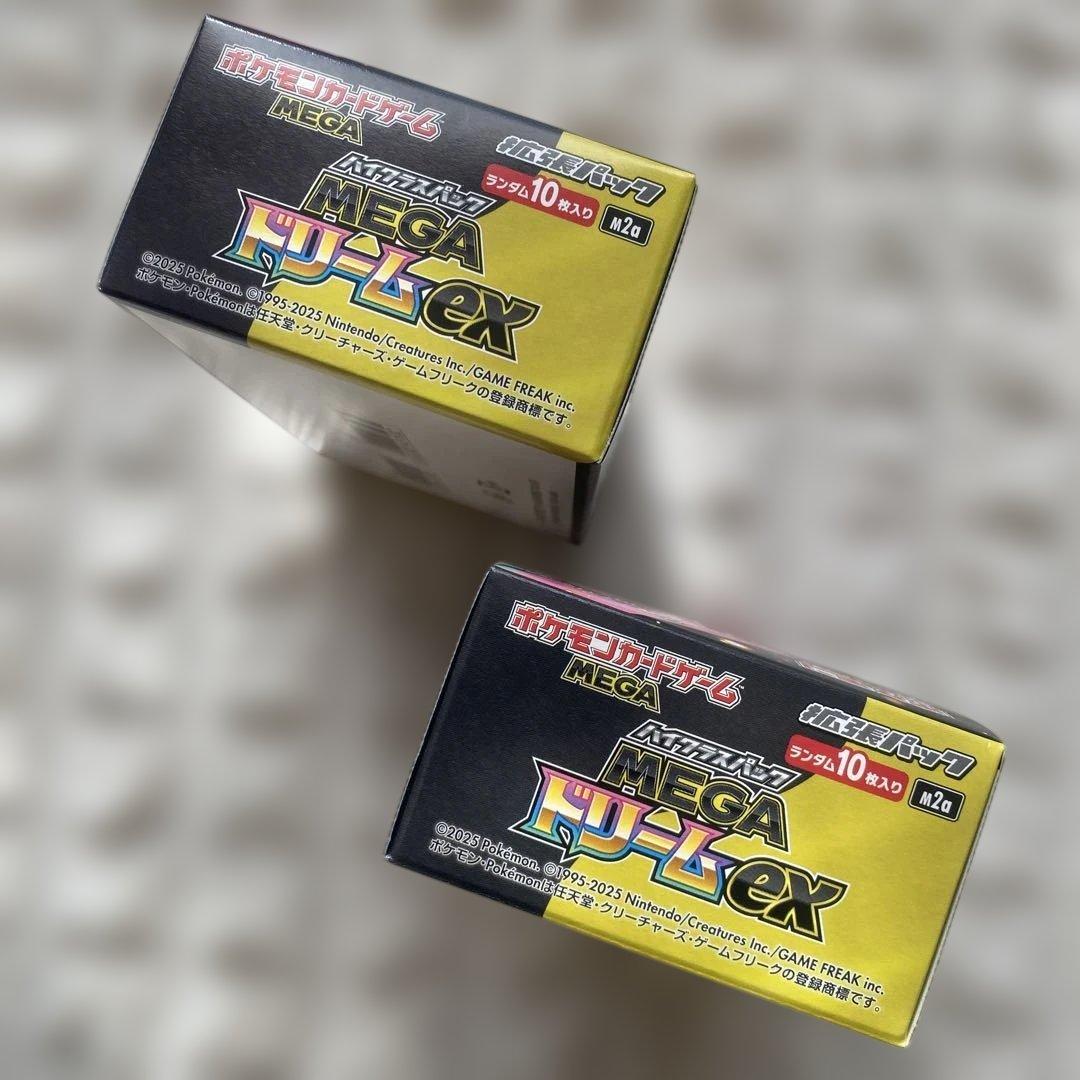 ポケモンカードゲーム
MEGA
拡張パック
ハイクラスパック
ランダム10枚入り
M2a
MEGA
ドリームex
©2025 Pokémon. ©1995-2025 Nintendo/Creatures Inc./GAME FREAK inc.
ポケモン・Pokémonは任天堂・クリーチャーズ・ゲームフリークの登録商標です。
ポケモンカードゲーム
MEGA
拡張パック
ハイクラスパック
ランダム10枚入り
M2a
MEGA
ドリームex
©2025 Pokémon. ©1995-2025 Nintendo/Creatures Inc./GAME FREAK inc.
ポケモン・Pokémonは任天堂・クリーチャーズ・ゲームフリークの登録商標です。